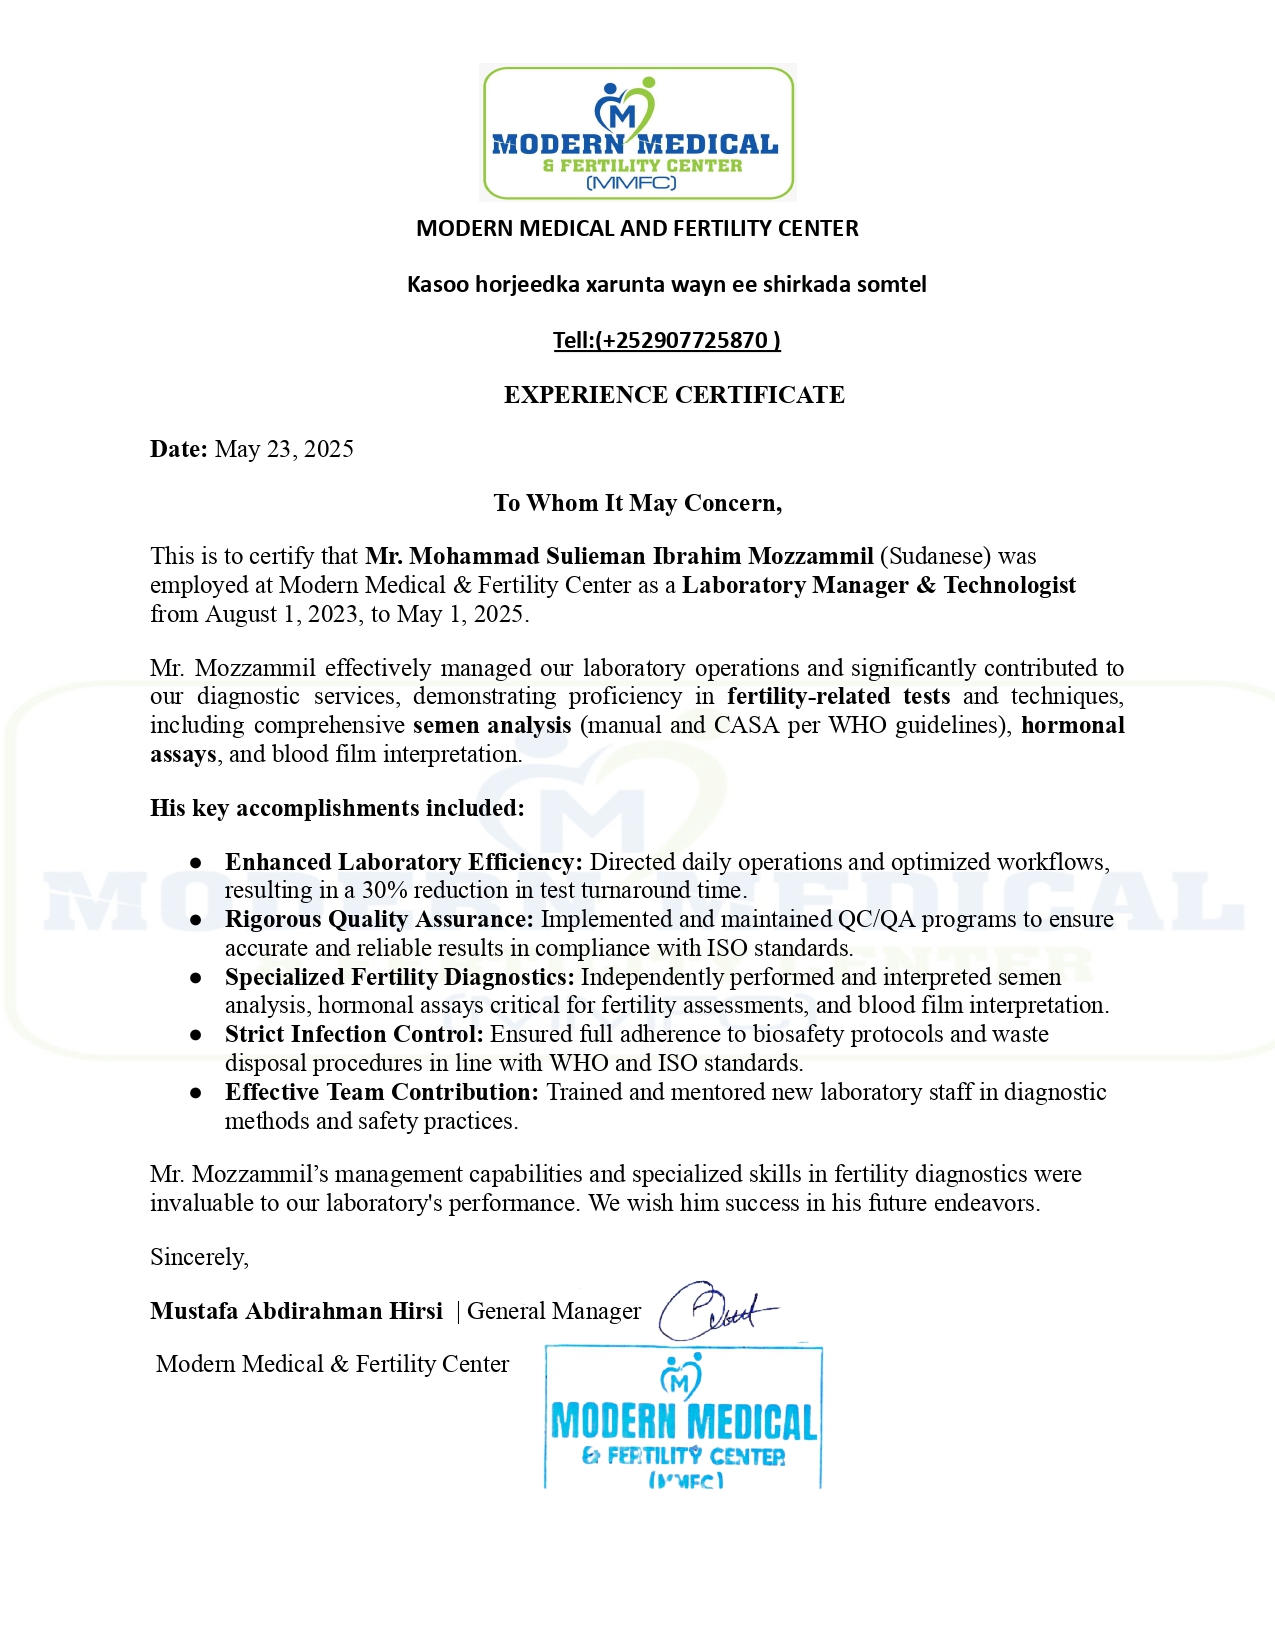 M
MODERN MEDICAL
& FERTILITY CENTER
(MMFC)
MODERN MEDICAL AND FERTILITY CENTER
Kasoo horjeedka xarunta wayn ee shirkada somtel
Tell:(+252907725870 )
EXPERIENCE CERTIFICATE
Date: May 23, 2025
To Whom It May Concern,
This is to certify that Mr. Mohammad Sulieman Ibrahim Mozzammil (Sudanese) was
employed at Modern Medical & Fertility Center as a Laboratory Manager & Technologist
from August 1, 2023, to May 1, 2025.
Mr. Mozzammil effectively managed our laboratory operations and significantly contributed to
our diagnostic services, demonstrating proficiency in fertility-related tests and techniques,
including comprehensive semen analysis (manual and CASA per WHO guidelines), hormonal
assays, and blood film interpretation.
His key accomplishments included:
● Enhanced Laboratory Efficiency: Directed daily operations and optimized workflows,
resulting in a 30% reduction in test turnaround time.
● Rigorous Quality Assurance: Implemented and maintained QC/QA programs to ensure
accurate and reliable results in compliance with ISO standards.
● Specialized Fertility Diagnostics: Independently performed and interpreted semen
analysis, hormonal assays critical for fertility assessments, and blood film interpretation.
● Strict Infection Control: Ensured full adherence to biosafety protocols and waste
disposal procedures in line with WHO and ISO standards.
● Effective Team Contribution: Trained and mentored new laboratory staff in diagnostic
methods and safety practices.
Mr. Mozzammil’s management capabilities and specialized skills in fertility diagnostics were
invaluable to our laboratory's performance. We wish him success in his future endeavors.
Sincerely,
Mustafa Abdirahman Hirsi | General Manager
Modern Medical & Fertility Center
M
MODERN MEDICAL
& FERTILITY CENTER
(MMFC)